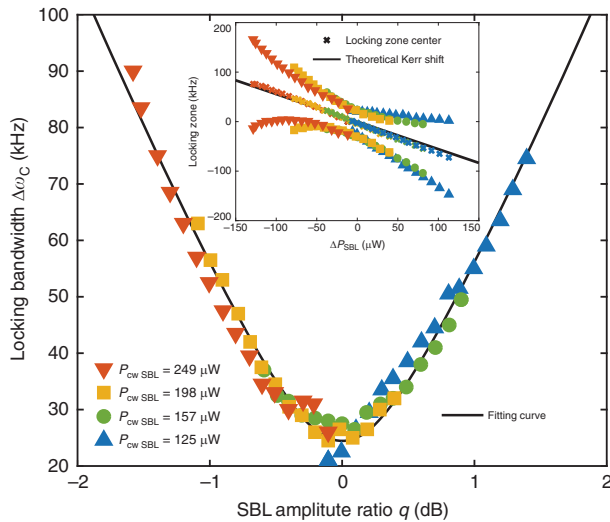 100
90
80
70
60
50
40
30
20
Locking bandwidth Δω_C (kHz)
−2
−1
0
1
2
SBL amplitute ratio q (dB)
P_cw SBL = 249 μW
P_cw SBL = 198 μW
P_cw SBL = 157 μW
P_cw SBL = 125 μW
Fitting curve
200
100
0
−100
−200
Locking zone (kHz)
−150
−100
−50
0
50
100
150
ΔP_SBL (μW)
Locking zone center
Theoretical Kerr shift